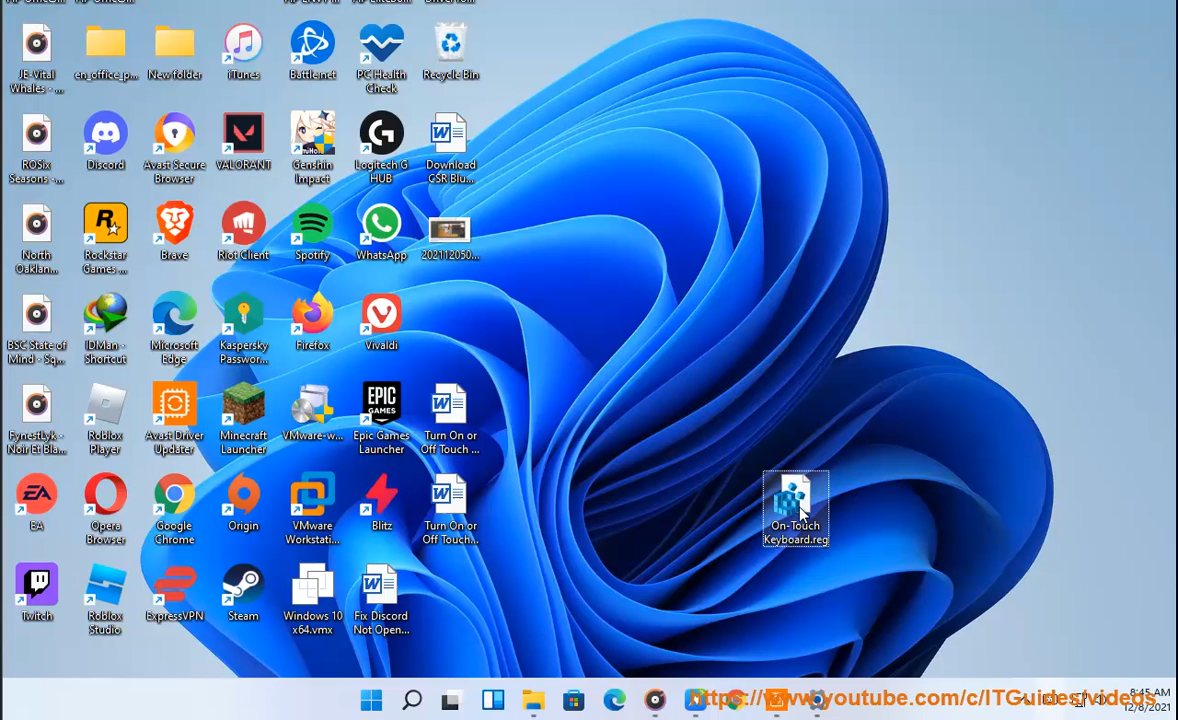 JE-Vital
Whales - ...
en_office_p...
New folder
iTunes
Battle.net
PC Health
Check
Recycle Bin
ROSix
Seasons -...
Discord
Avast Secure
Browser
VALORANT
Genshin
Impact
Logitech G
HUB
Download
CSR Blu...
North
Oaklan...
Rockstar
Games ...
Brave
Riot Client
Spotify
WhatsApp
202112050...
BSC State of
Mind - Sq...
IDMan -
Shortcut
Microsoft
Edge
Kaspersky
Passwor...
Firefox
Vivaldi
FynestLyk -
Noir Et Bla...
Roblox
Player
Avast Driver
Updater
Minecraft
Launcher
VMware-w...
EPIC
GAMES
Epic Games
Launcher
Turn On or
Off Touch ...
EA
EA
Opera
Browser
Google
Chrome
Origin
VMware
Workstati...
Blitz
Turn On or
Off Touch...
On-Touch
Keyboard.reg
Twitch
Roblox
Studio
ExpressVPN
Steam
Windows 10
x64.vmx
Fix Discord
Not Open...
https://www.youtube.com/c/ITGuides/videos
8:45 AM
12/8/2021